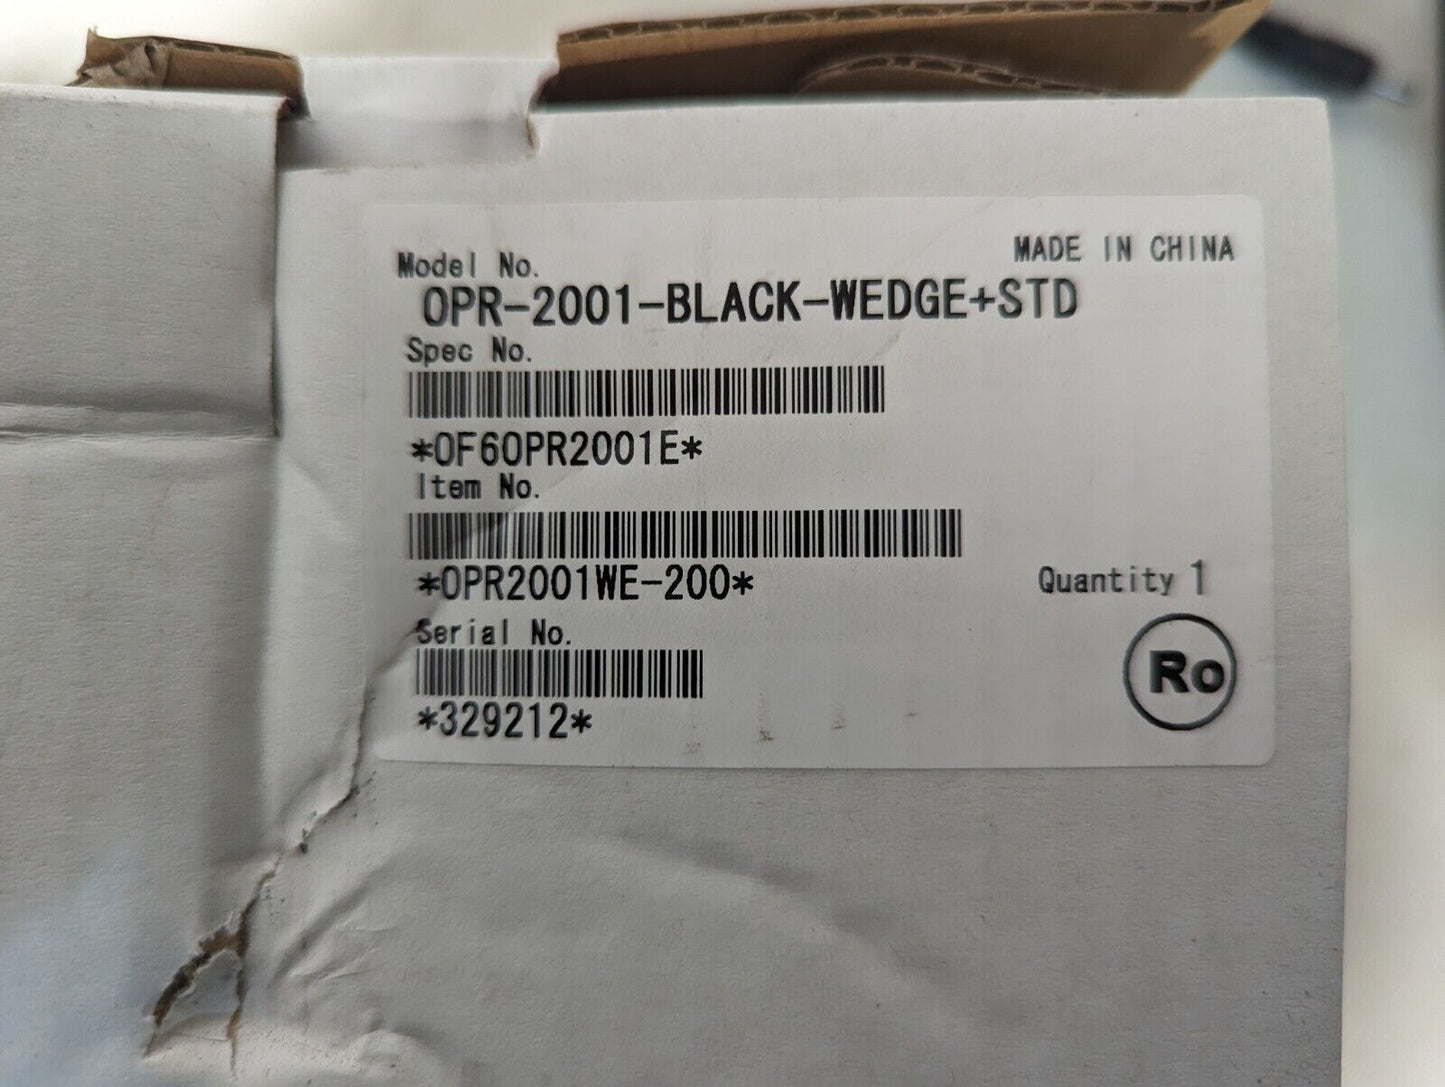 MADE IN CHINA
Model No.
OPR-2001-BLACK-WEDGE+STD
Spec No.
*OF6OPR2001E*
Item No.
*OPR2001WE-200*
Quantity 1
Serial No.
*329212*
Ro